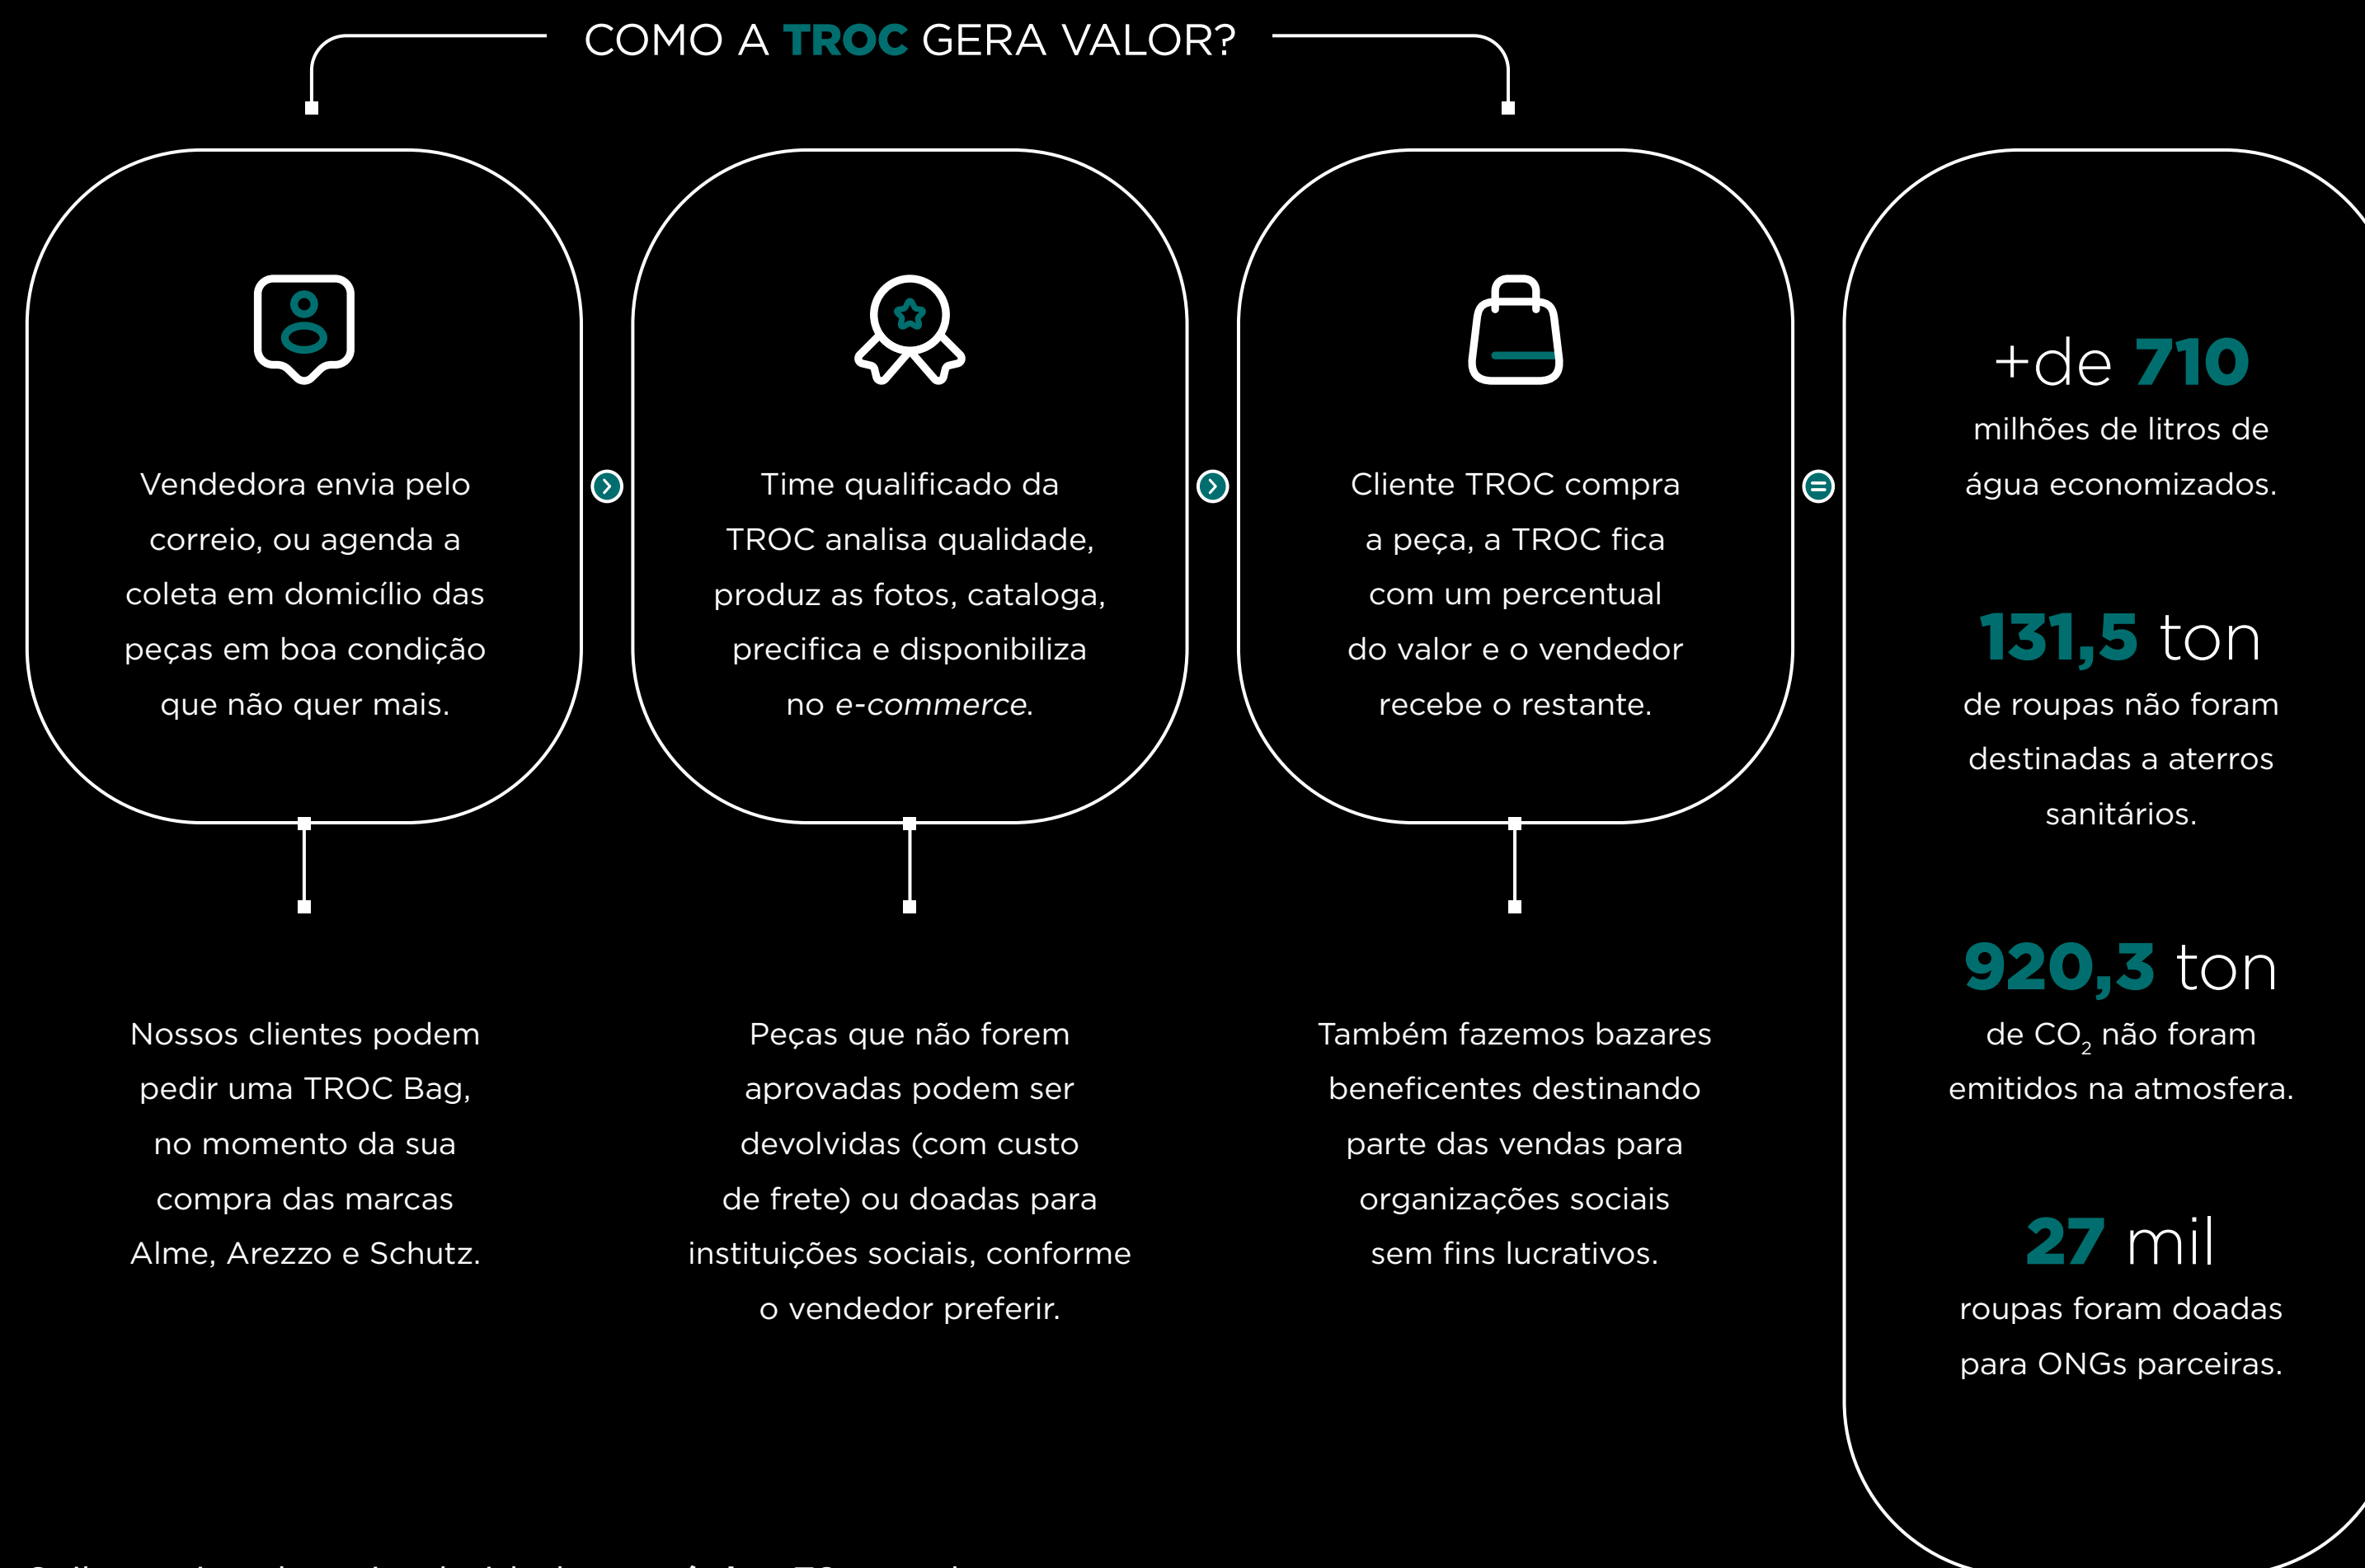 COMO A TROC GERA VALOR?
Vendedora envia pelo
correio, ou agenda a
coleta em domicílio das
peças em boa condição
que não quer mais.
Nossos clientes podem
pedir uma TROC Bag,
no momento da sua
compra das marcas
Alme, Arezzo e Schutz.
Time qualificado da
TROC analisa qualidade,
produz as fotos, cataloga,
precifica e disponibiliza
no e-commerce.
Peças que não forem
aprovadas podem ser
devolvidas (com custo
de frete) ou doadas para
instituições sociais, conforme
o vendedor preferir.
Cliente TROC compra
a peça, a TROC fica
com um percentual
do valor e o vendedor
recebe o restante.
Também fazemos bazares
beneficentes destinando
parte das vendas para
organizações sociais
sem fins lucrativos.
+de 710
milhões de litros de
água economizados.
131,5 ton
de roupas não foram
destinadas a aterros
sanitários.
920,3 ton
de CO₂ não foram
emitidos na atmosfera.
27 mil
roupas foram doadas
para ONGs parceiras.